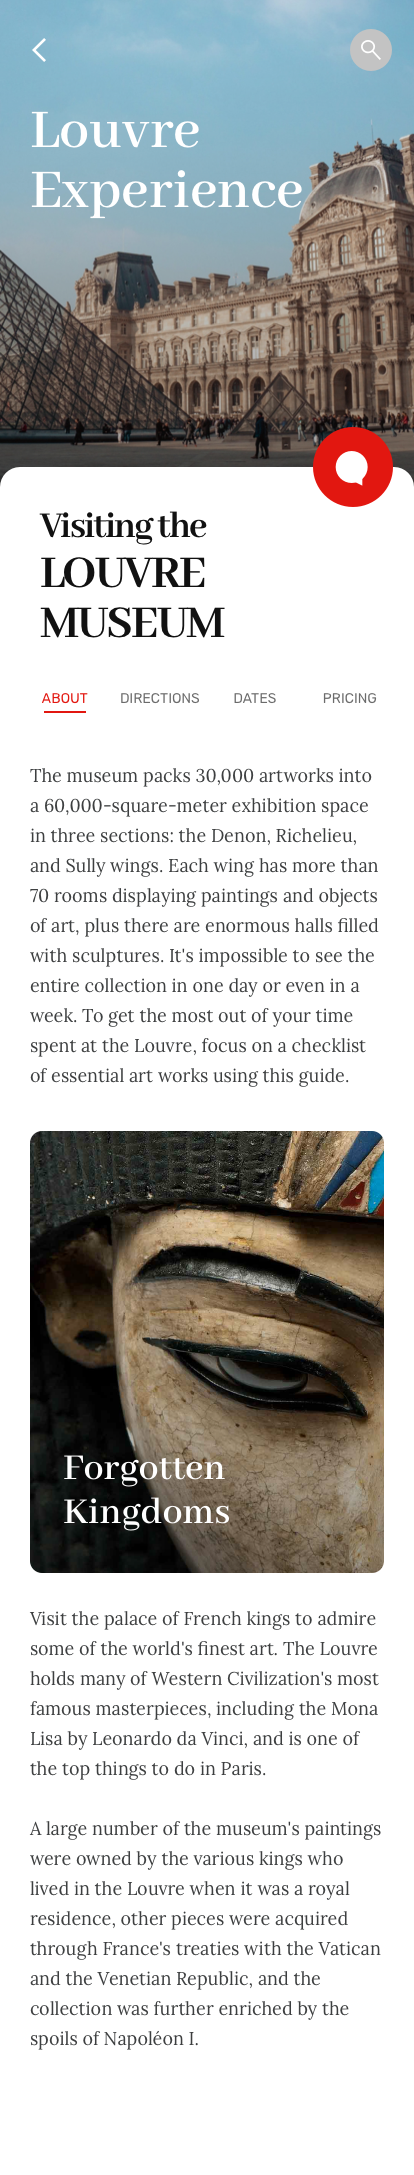 Louvre
Experience
Visiting the
LOUVRE
MUSEUM
ABOUT DIRECTIONS DATES PRICING
The museum packs 30,000 artworks into
a 60,000-square-meter exhibition space
in three sections: the Denon, Richelieu,
and Sully wings. Each wing has more than
70 rooms displaying paintings and objects
of art, plus there are enormous halls filled
with sculptures. It's impossible to see the
entire collection in one day or even in a
week. To get the most out of your time
spent at the Louvre, focus on a checklist
of essential art works using this guide.
Forgotten
Kingdoms
Visit the palace of French kings to admire
some of the world's finest art. The Louvre
holds many of Western Civilization's most
famous masterpieces, including the Mona
Lisa by Leonardo da Vinci, and is one of
the top things to do in Paris.
A large number of the museum's paintings
were owned by the various kings who
lived in the Louvre when it was a royal
residence, other pieces were acquired
through France's treaties with the Vatican
and the Venetian Republic, and the
collection was further enriched by the
spoils of Napoléon I.